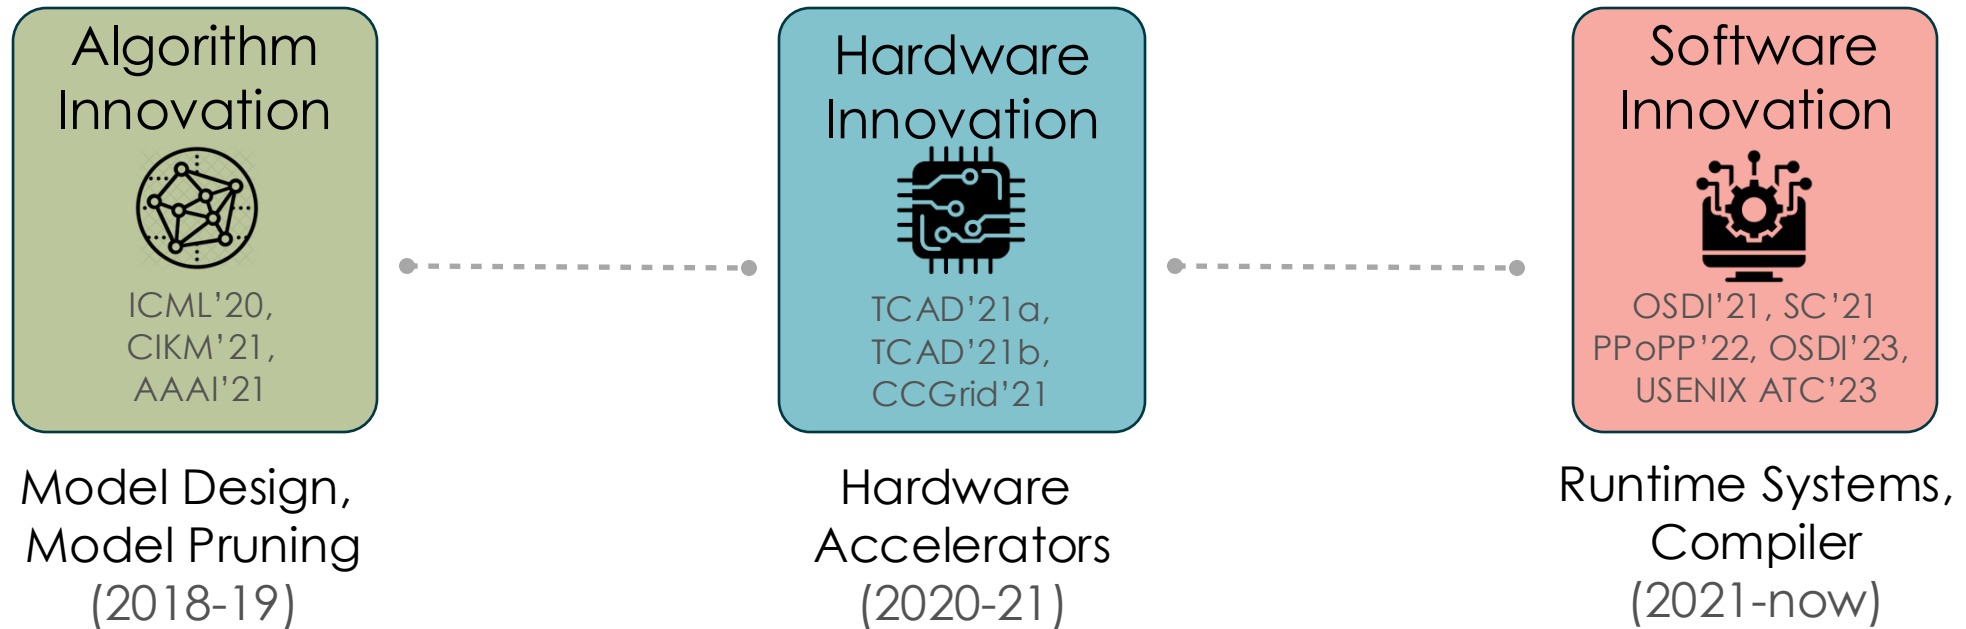 Algorithm
Innovation
ICML’20,
CIKM’21,
AAAI’21
Model Design,
Model Pruning
(2018-19)
Hardware
Innovation
TCAD’21a,
TCAD’21b,
CCGrid’21
Hardware
Accelerators
(2020-21)
Software
Innovation
OSDI’21, SC’21
PPoPP’22, OSDI’23,
USENIX ATC’23
Runtime Systems,
Compiler
(2021-now)